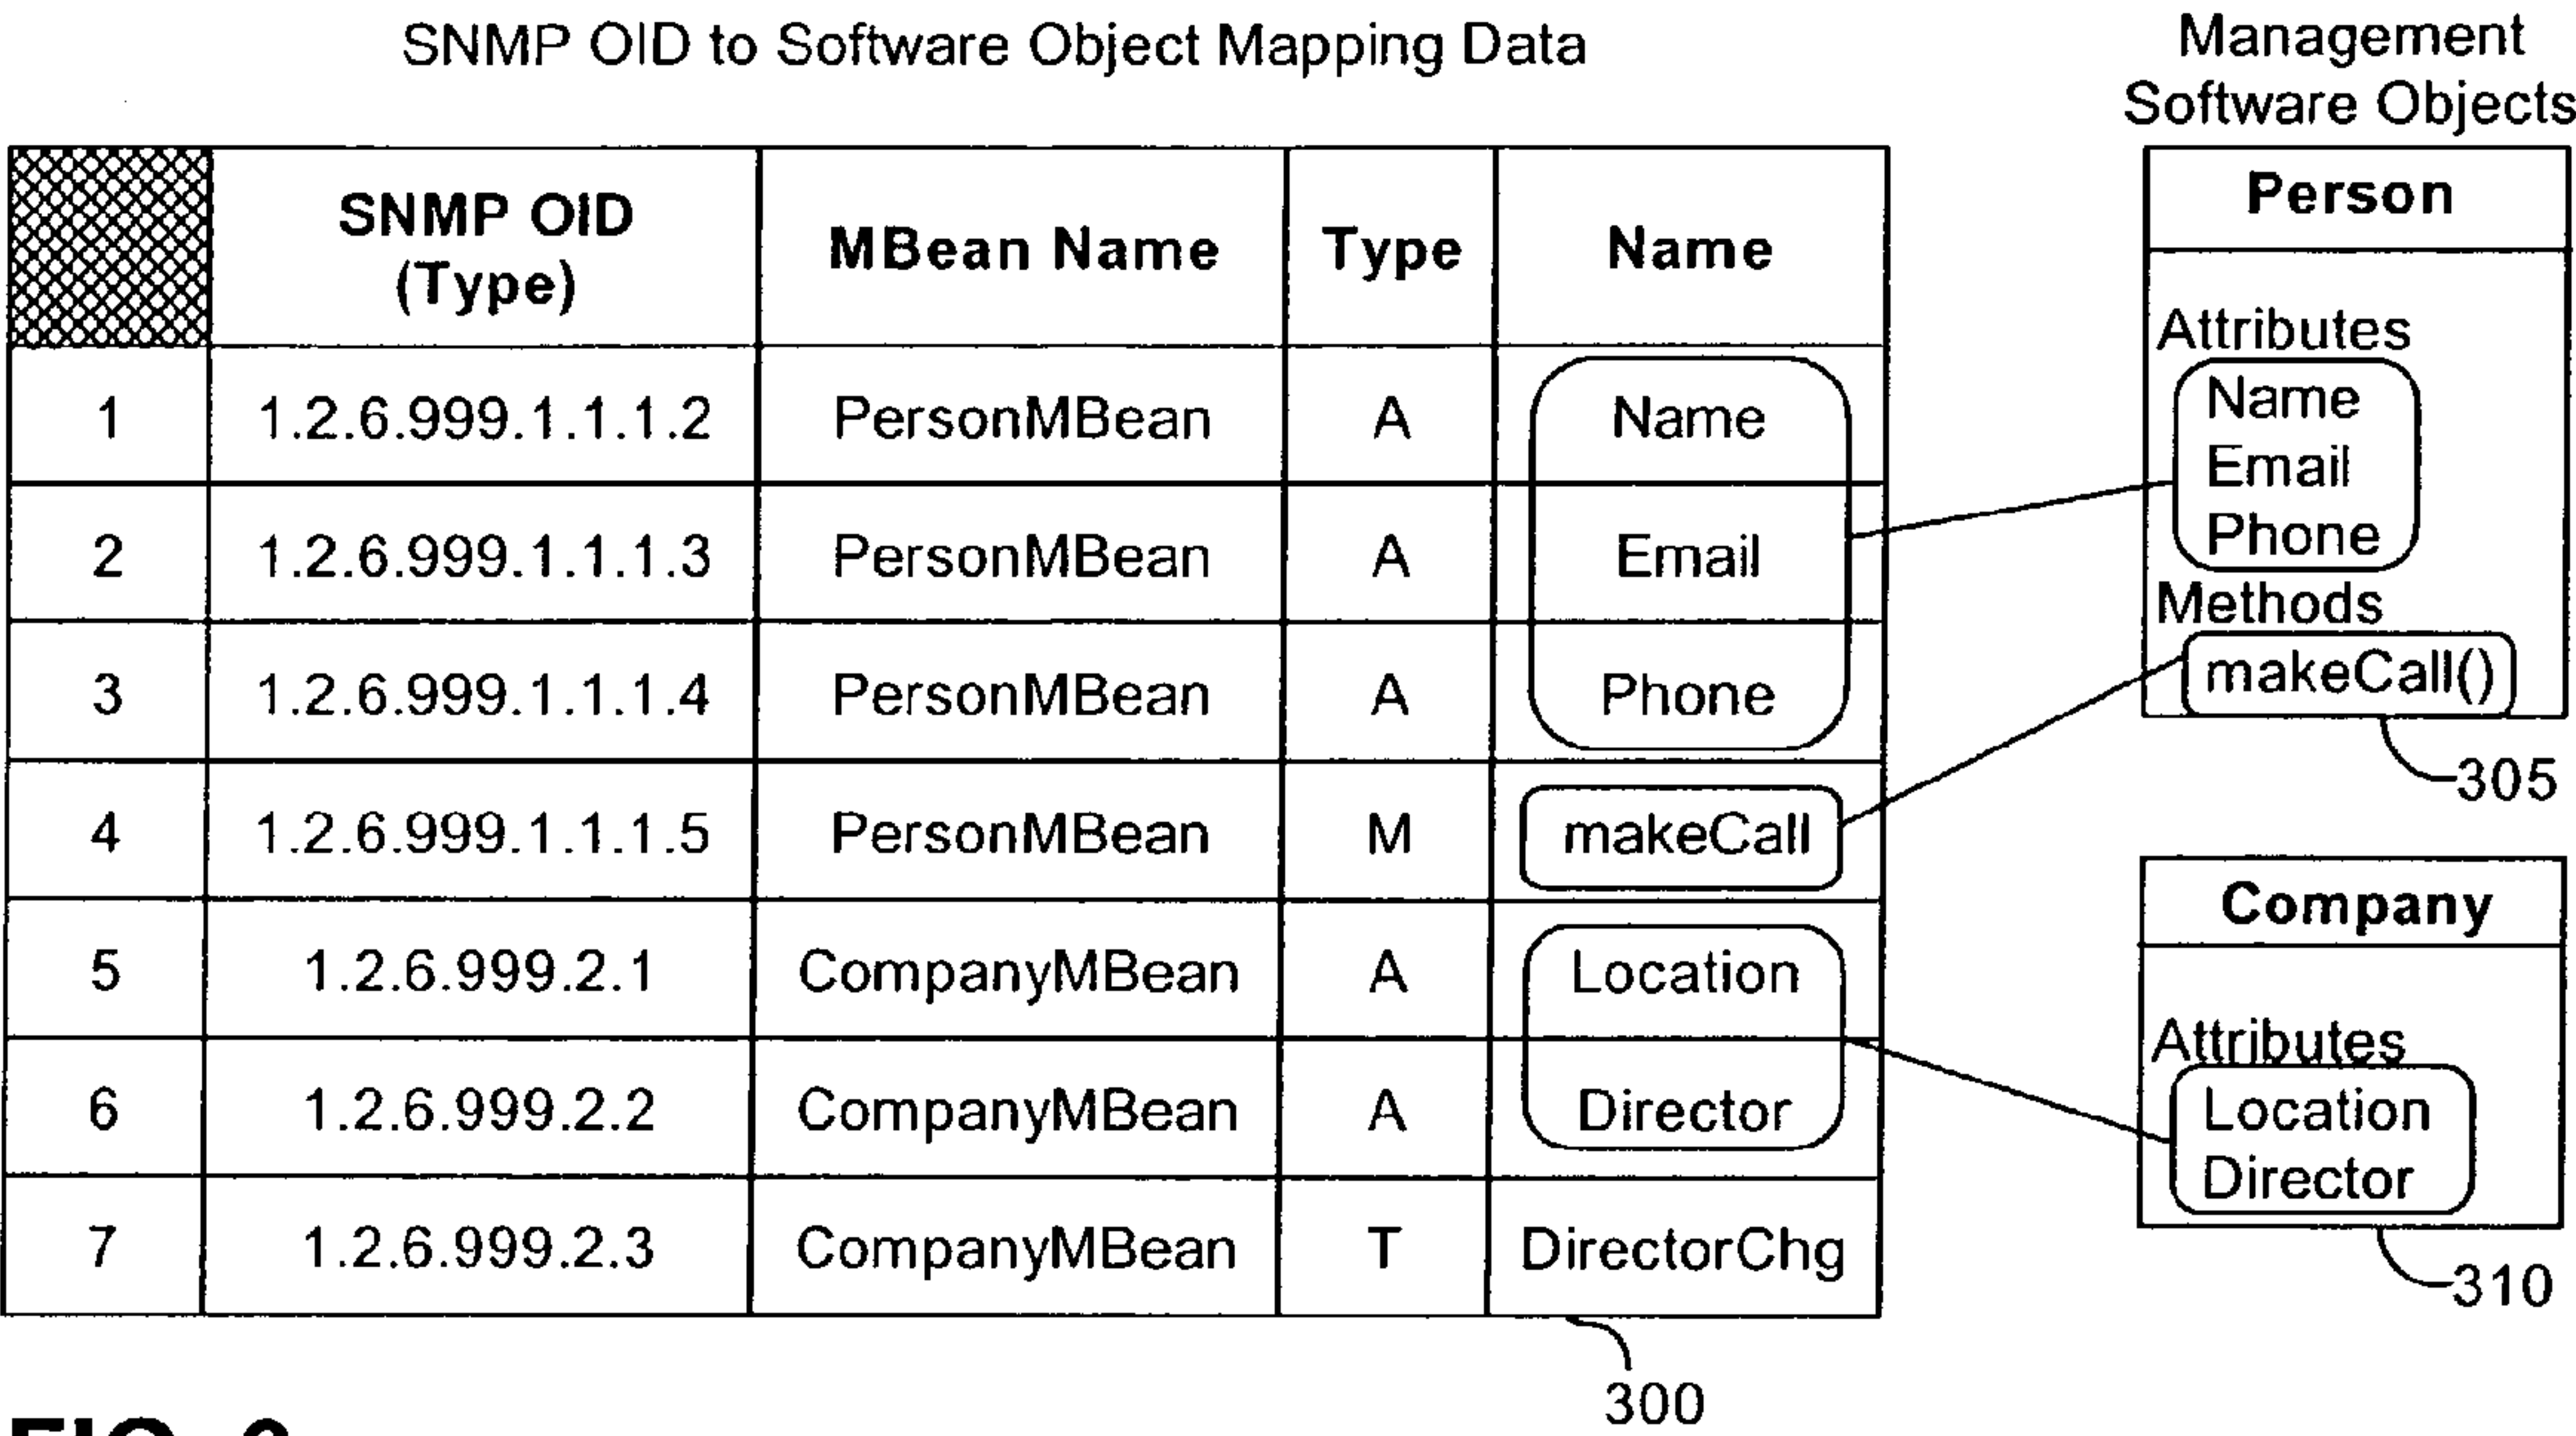 SNMP OID to Software Object Mapping Data
Management
Software Objects
SNMP OID
(Type)
MBean Name
Type
Name
1 1.2.6.999.1.1.1.2 PersonMBean A Name
2 1.2.6.999.1.1.1.3 PersonMBean A Email
3 1.2.6.999.1.1.1.4 PersonMBean A Phone
4 1.2.6.999.1.1.1.5 PersonMBean M makeCall
5 1.2.6.999.2.1 CompanyMBean A Location
6 1.2.6.999.2.2 CompanyMBean A Director
7 1.2.6.999.2.3 CompanyMBean T DirectorChg
300
Person
Attributes
Name
Email
Phone
Methods
makeCall()
305
Company
Attributes
Location
Director
310